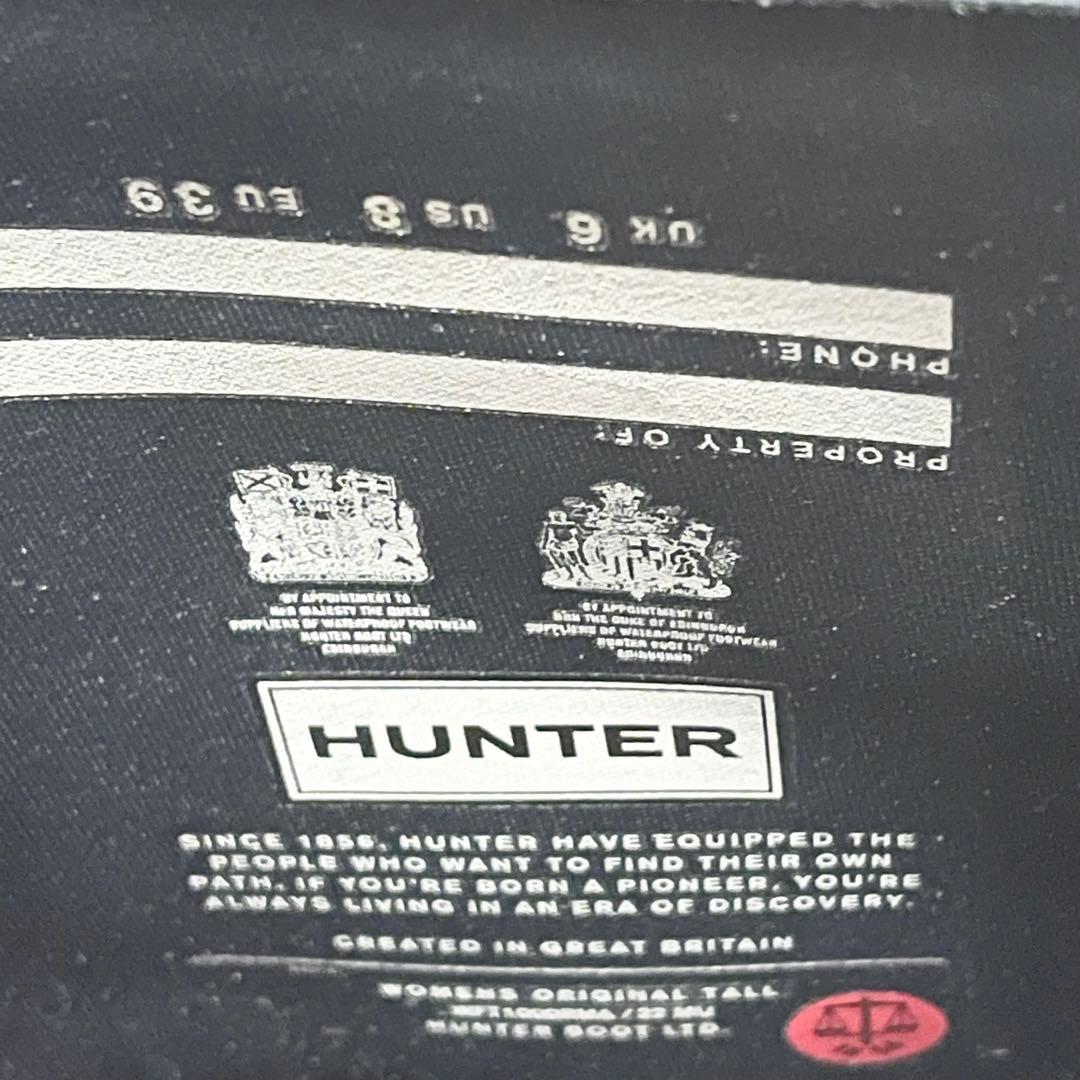 UK 6 US 8 EU 39
PHONE:
PROPERTY OF:
BY APPOINTMENT TO
HER MAJESTY THE QUEEN
SUPPLIERS OF WATERPROOF FOOTWEAR
HUNTER BOOT LTD
EDINBURGH
BY APPOINTMENT TO
HRH THE DUKE OF EDINBURGH
SUPPLIERS OF WATERPROOF FOOTWEAR
HUNTER BOOT LTD
EDINBURGH
HUNTER
SINCE 1856, HUNTER HAVE EQUIPPED THE
PEOPLE WHO WANT TO FIND THEIR OWN
PATH. IF YOU'RE BORN A PIONEER, YOU'RE
ALWAYS LIVING IN AN ERA OF DISCOVERY.
CREATED IN GREAT BRITAIN
WOMENS ORIGINAL TALL
HUNTER BOOT LTD.